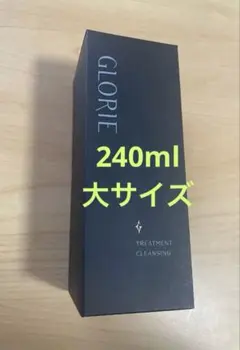 GLORIE
240ml
大サイズ
TREATMENT
CLEANSING